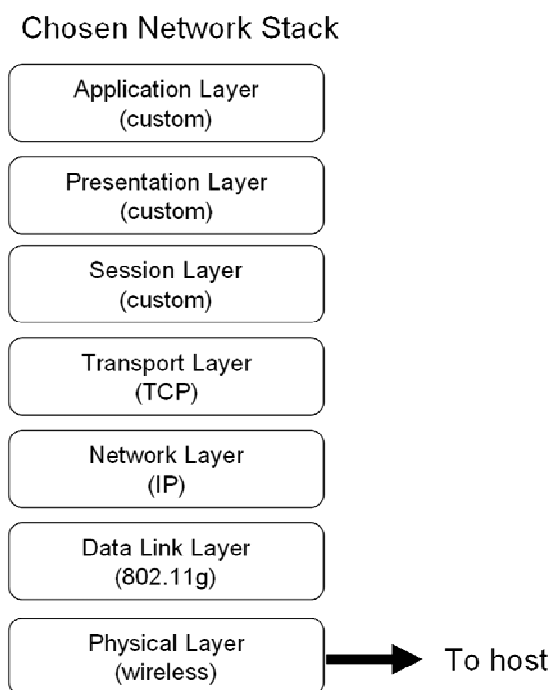 Chosen Network Stack
Application Layer
(custom)
Presentation Layer
(custom)
Session Layer
(custom)
Transport Layer
(TCP)
Network Layer
(IP)
Data Link Layer
(802.11g)
Physical Layer
(wireless)
To host